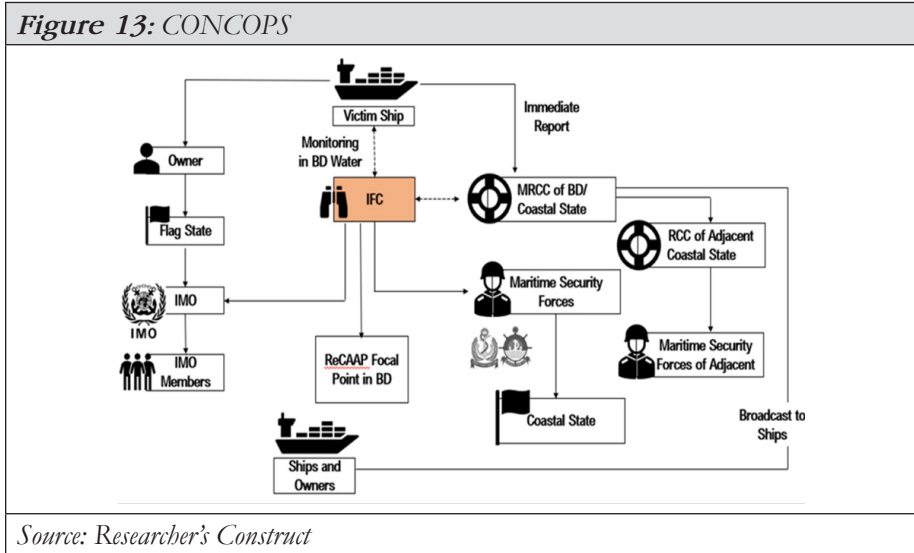 Figure 13: CONCOPS
Victim Ship
Immediate
Report
Monitoring
in BD Water
Owner
IFC
MRCC of BD/
Coastal State
Flag State
RCC of Adjacent
Coastal State
IMO
IMO
Maritime Security
Forces
IMO
Members
ReCAAP Focal
Point in BD
Maritime Security
Forces of Adjacent
Coastal State
Broadcast to
Ships
Ships and
Owners
Source: Researcher's Construct